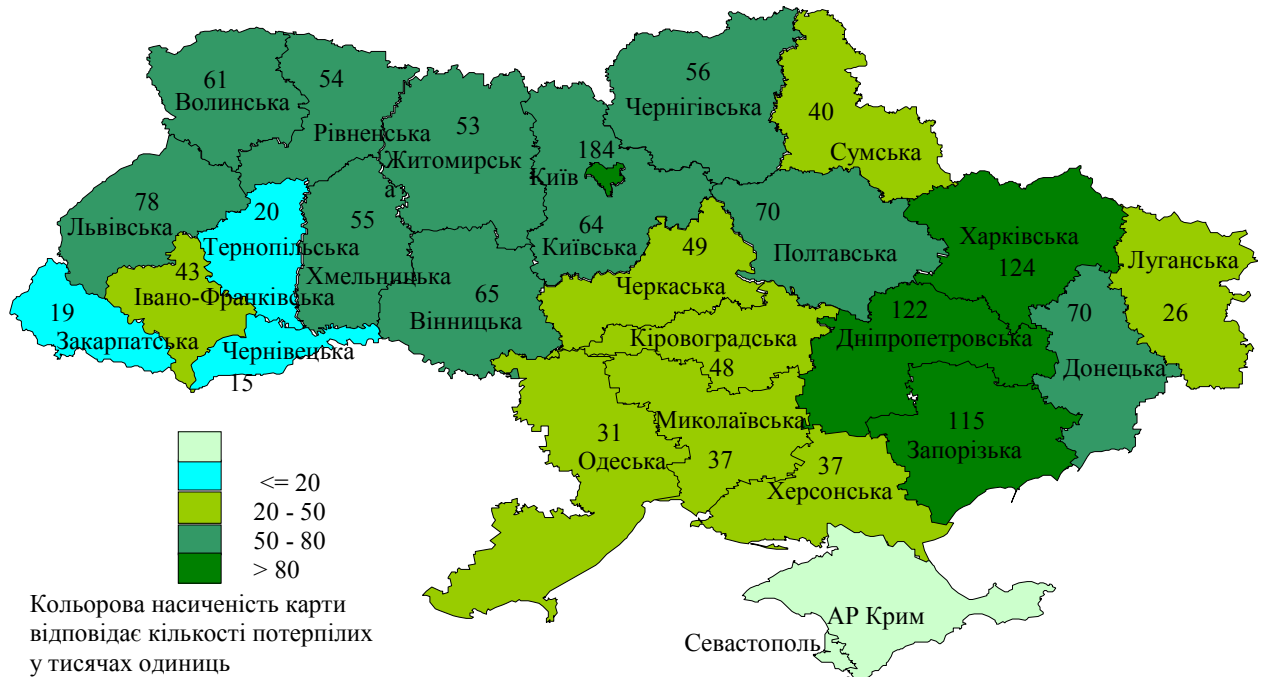 61
Волинська
54
Рівненська
53
Житомирськ
а
184
Київ
56
Чернігівська
40
Сумська
78
Львівська
20
Тернопільська
55
Хмельницька
64
Київська
70
Полтавська
Харківська
124
Луганська
26
43
Івано-Франківська
19
Закарпатська
Чернівецька
15
65
Вінницька
49
Черкаська
Кіровоградська
48
122
Дніпропетровська
70
Донецька
31
Одеська
Миколаївська
37
37
Херсонська
115
Запорізька
АР Крим
Севастополь
<= 20
20 - 50
50 - 80
> 80
Кольорова насиченість карти
відповідає кількості потерпілих
у тисячах одиниць